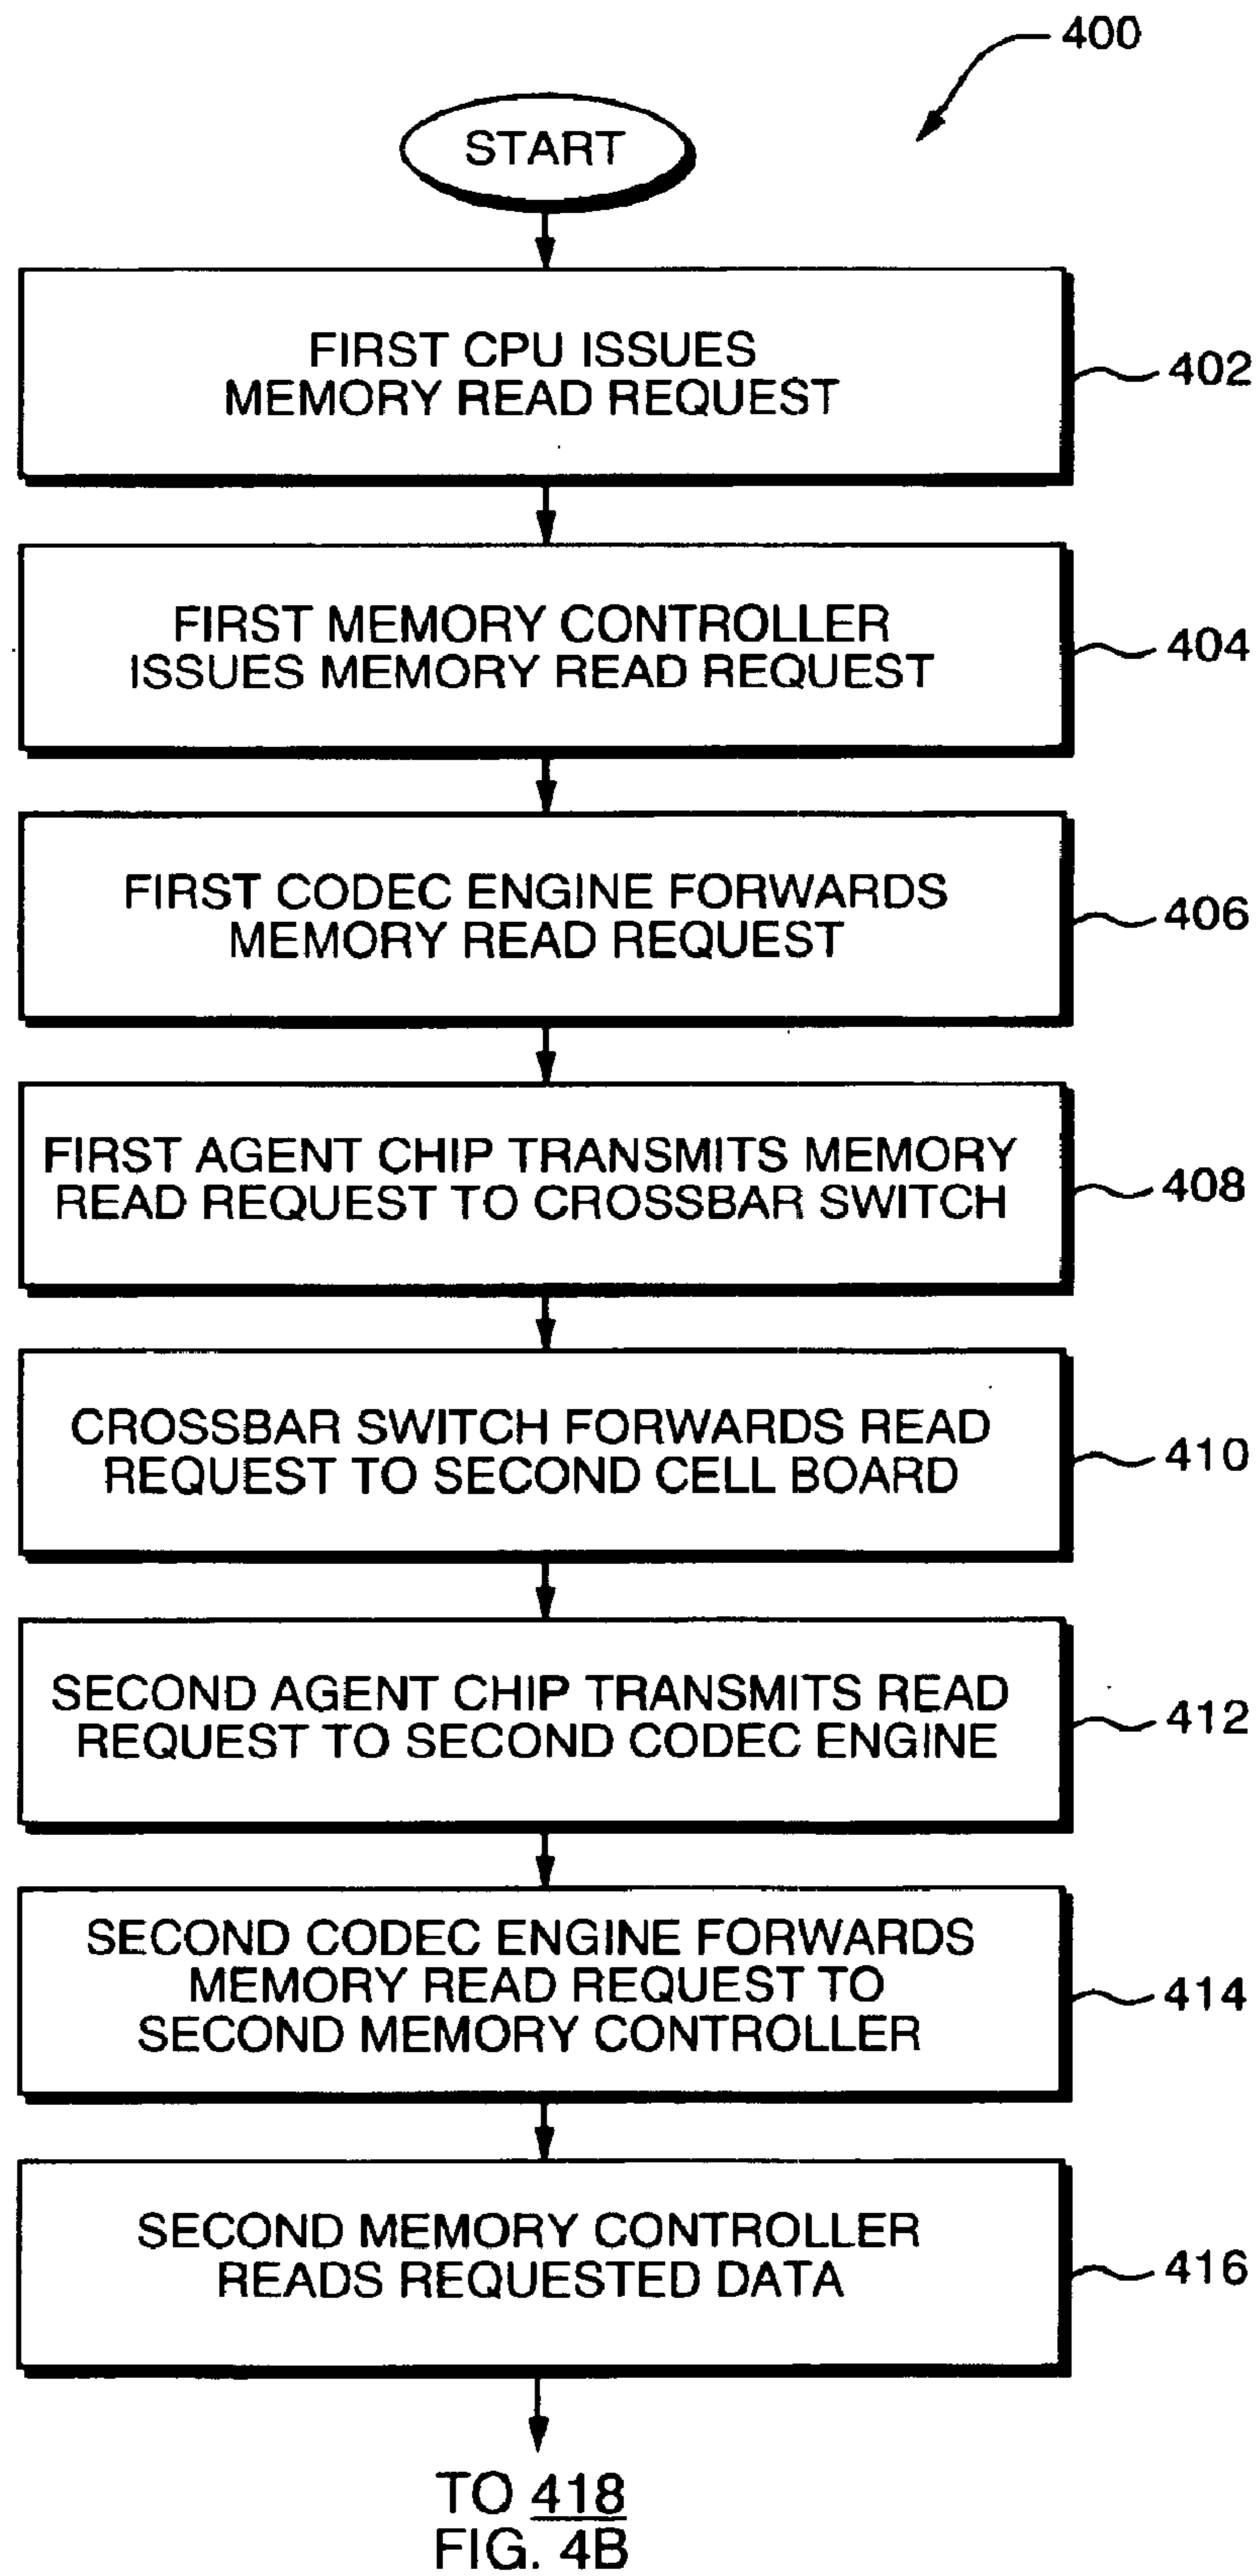 400
START
FIRST CPU ISSUES
MEMORY READ REQUEST
402
FIRST MEMORY CONTROLLER
ISSUES MEMORY READ REQUEST
404
FIRST CODEC ENGINE FORWARDS
MEMORY READ REQUEST
406
FIRST AGENT CHIP TRANSMITS MEMORY
READ REQUEST TO CROSSBAR SWITCH
408
CROSSBAR SWITCH FORWARDS READ
REQUEST TO SECOND CELL BOARD
410
SECOND AGENT CHIP TRANSMITS READ
REQUEST TO SECOND CODEC ENGINE
412
SECOND CODEC ENGINE FORWARDS
MEMORY READ REQUEST TO
SECOND MEMORY CONTROLLER
414
SECOND MEMORY CONTROLLER
READS REQUESTED DATA
416
TO 418
FIG. 4B